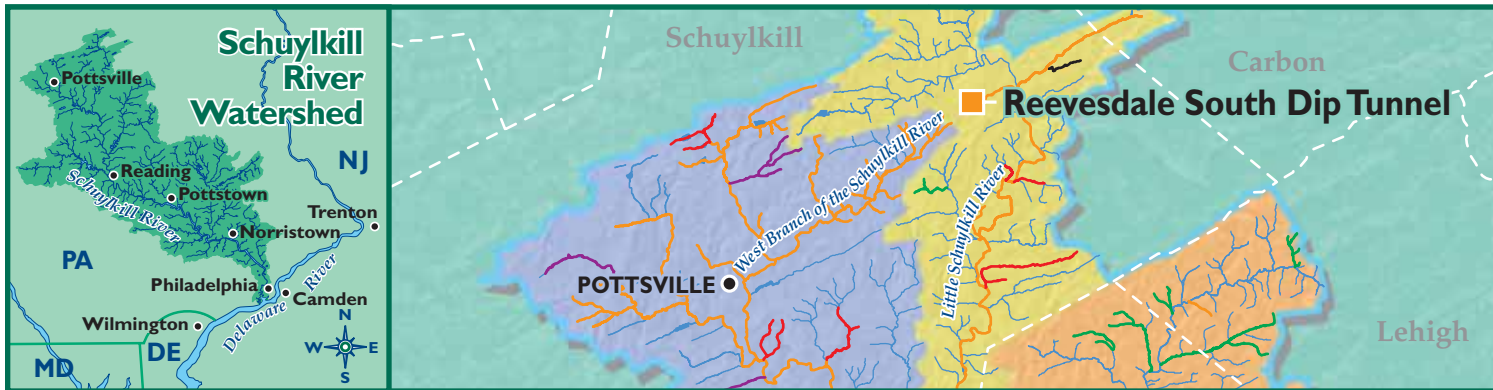 Schuylkill
River
Watershed
Pottsville
NJ
Reading
Pottstown
Schuylkill River
Trenton
Norristown
PA
Philadelphia
Camden
Wilmington
Delaware River
DE
MD
N
W E
S
Schuylkill
Carbon
Reevesdale South Dip Tunnel
West Branch of the Schuylkill River
Little Schuylkill River
POTTSVILLE
Lehigh